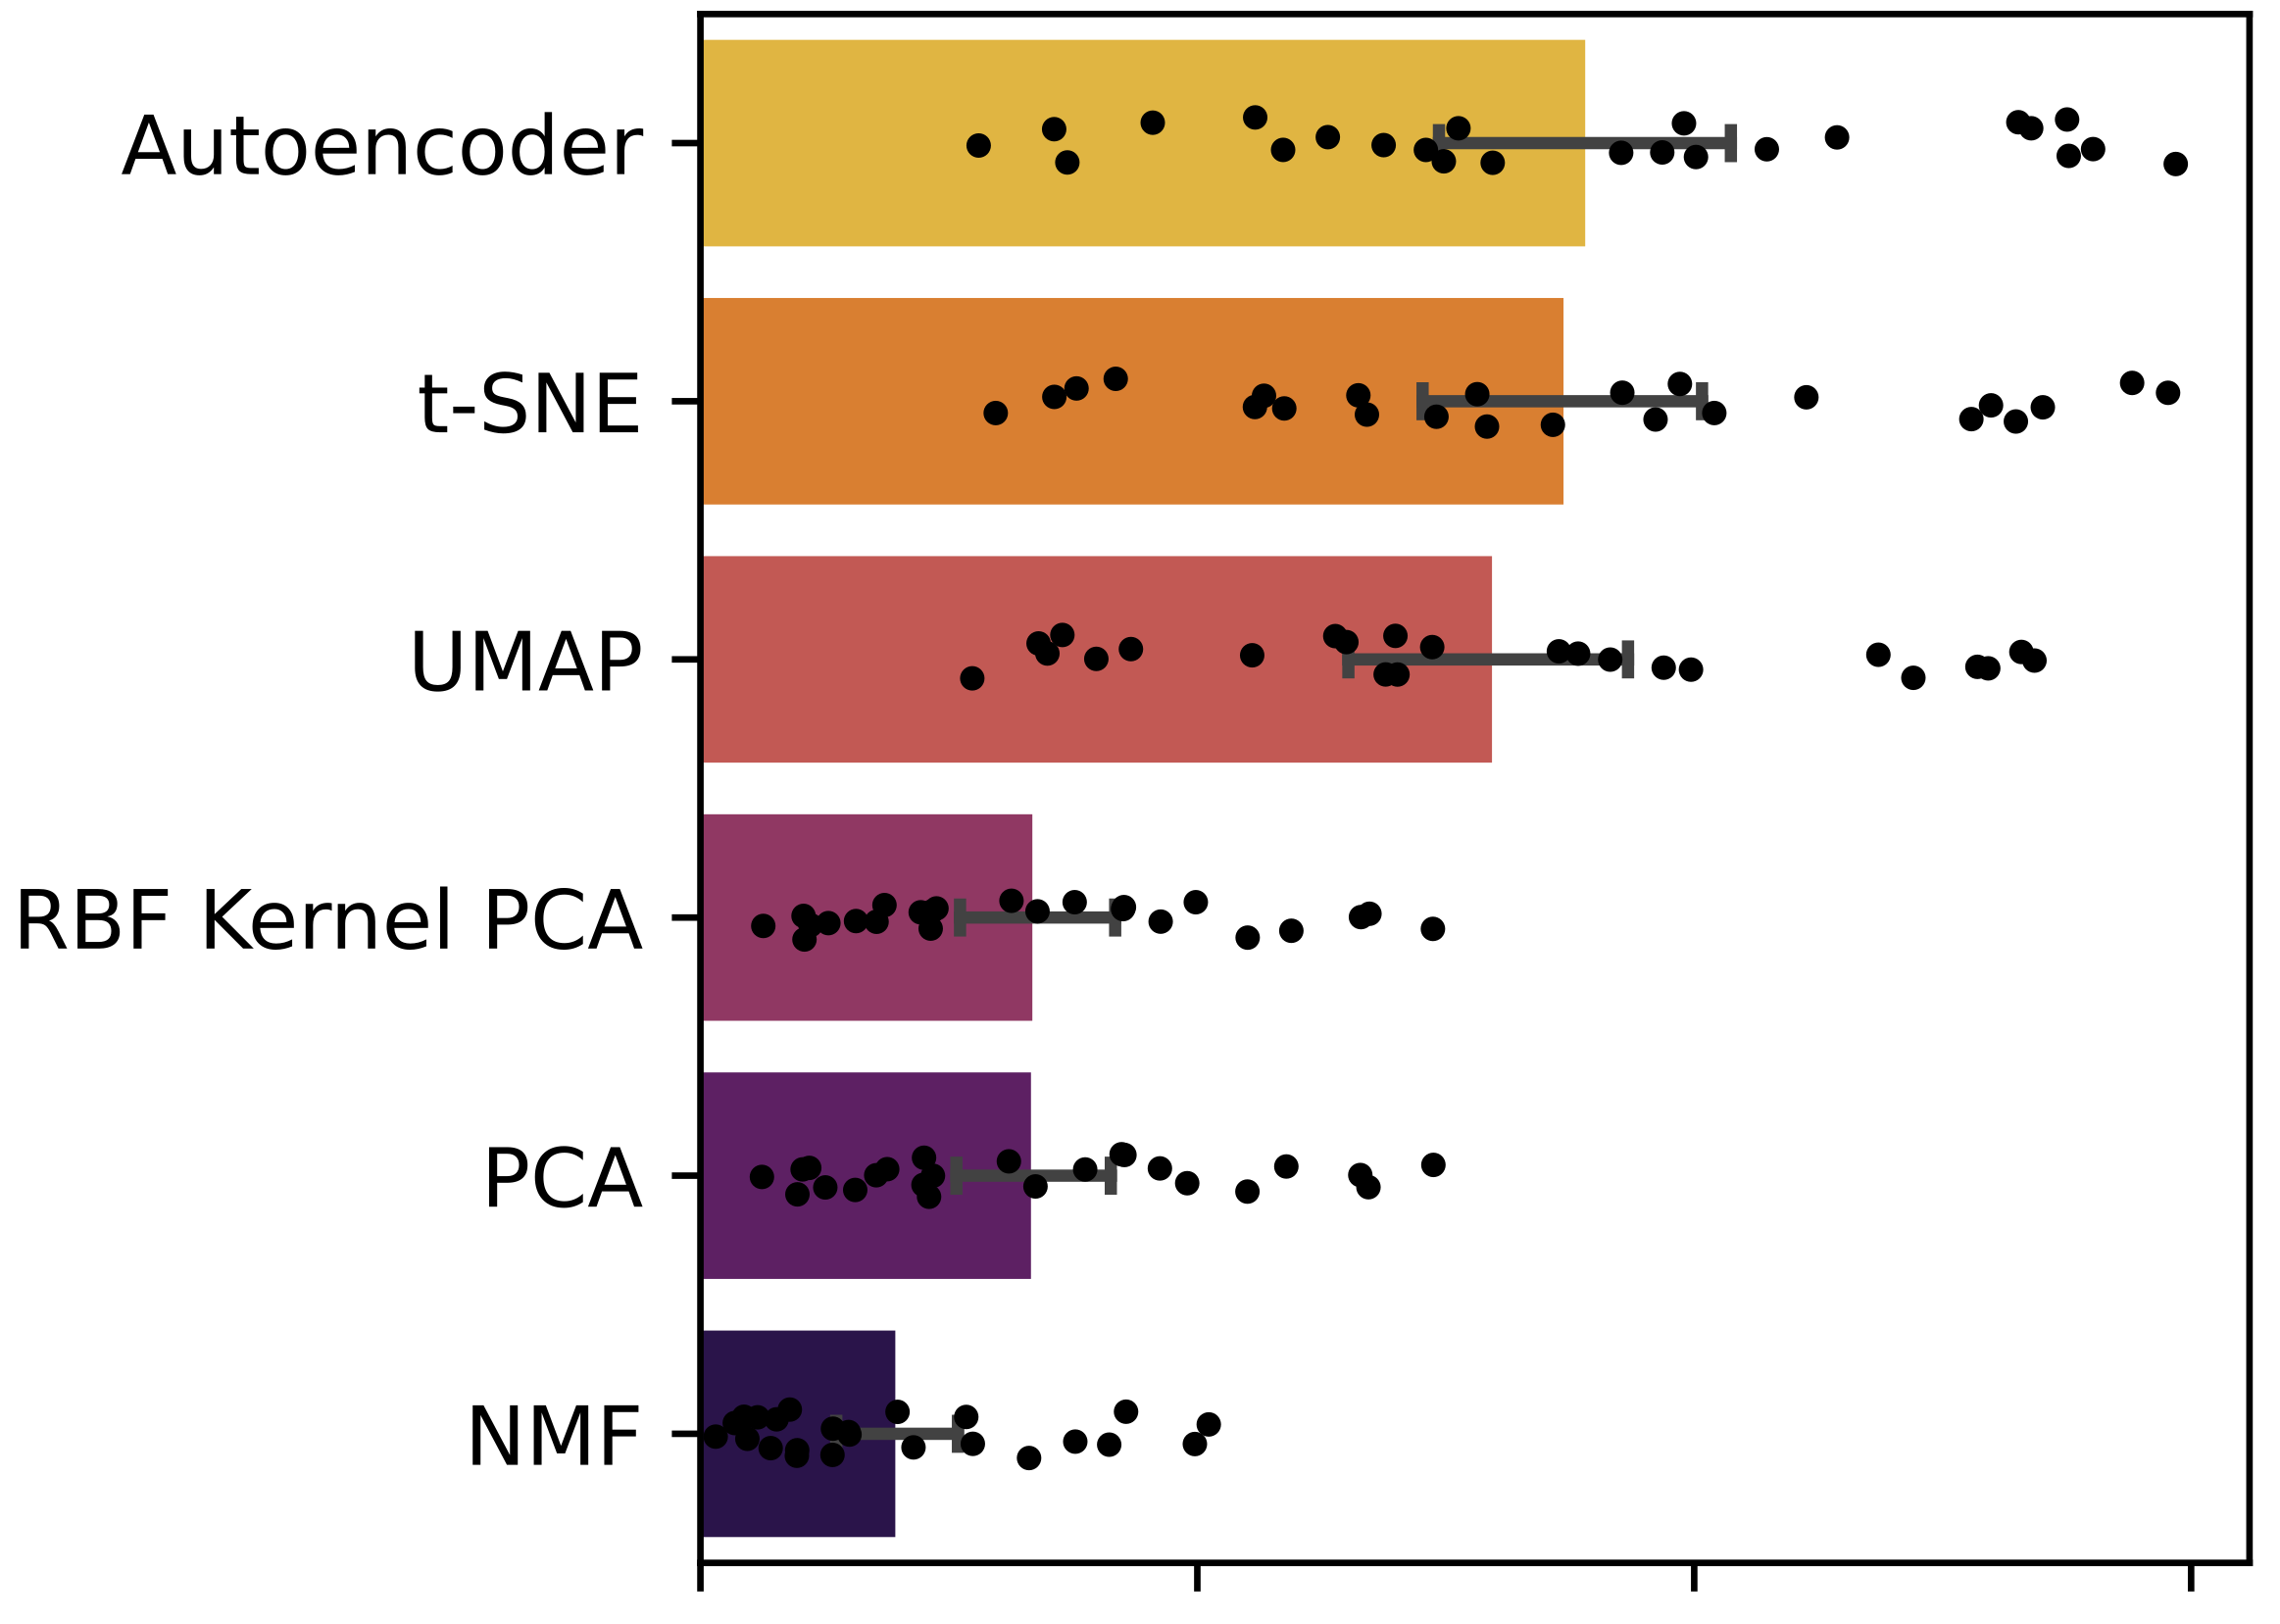 Autoencoder
t-SNE
UMAP
RBF Kernel PCA
PCA
NMF